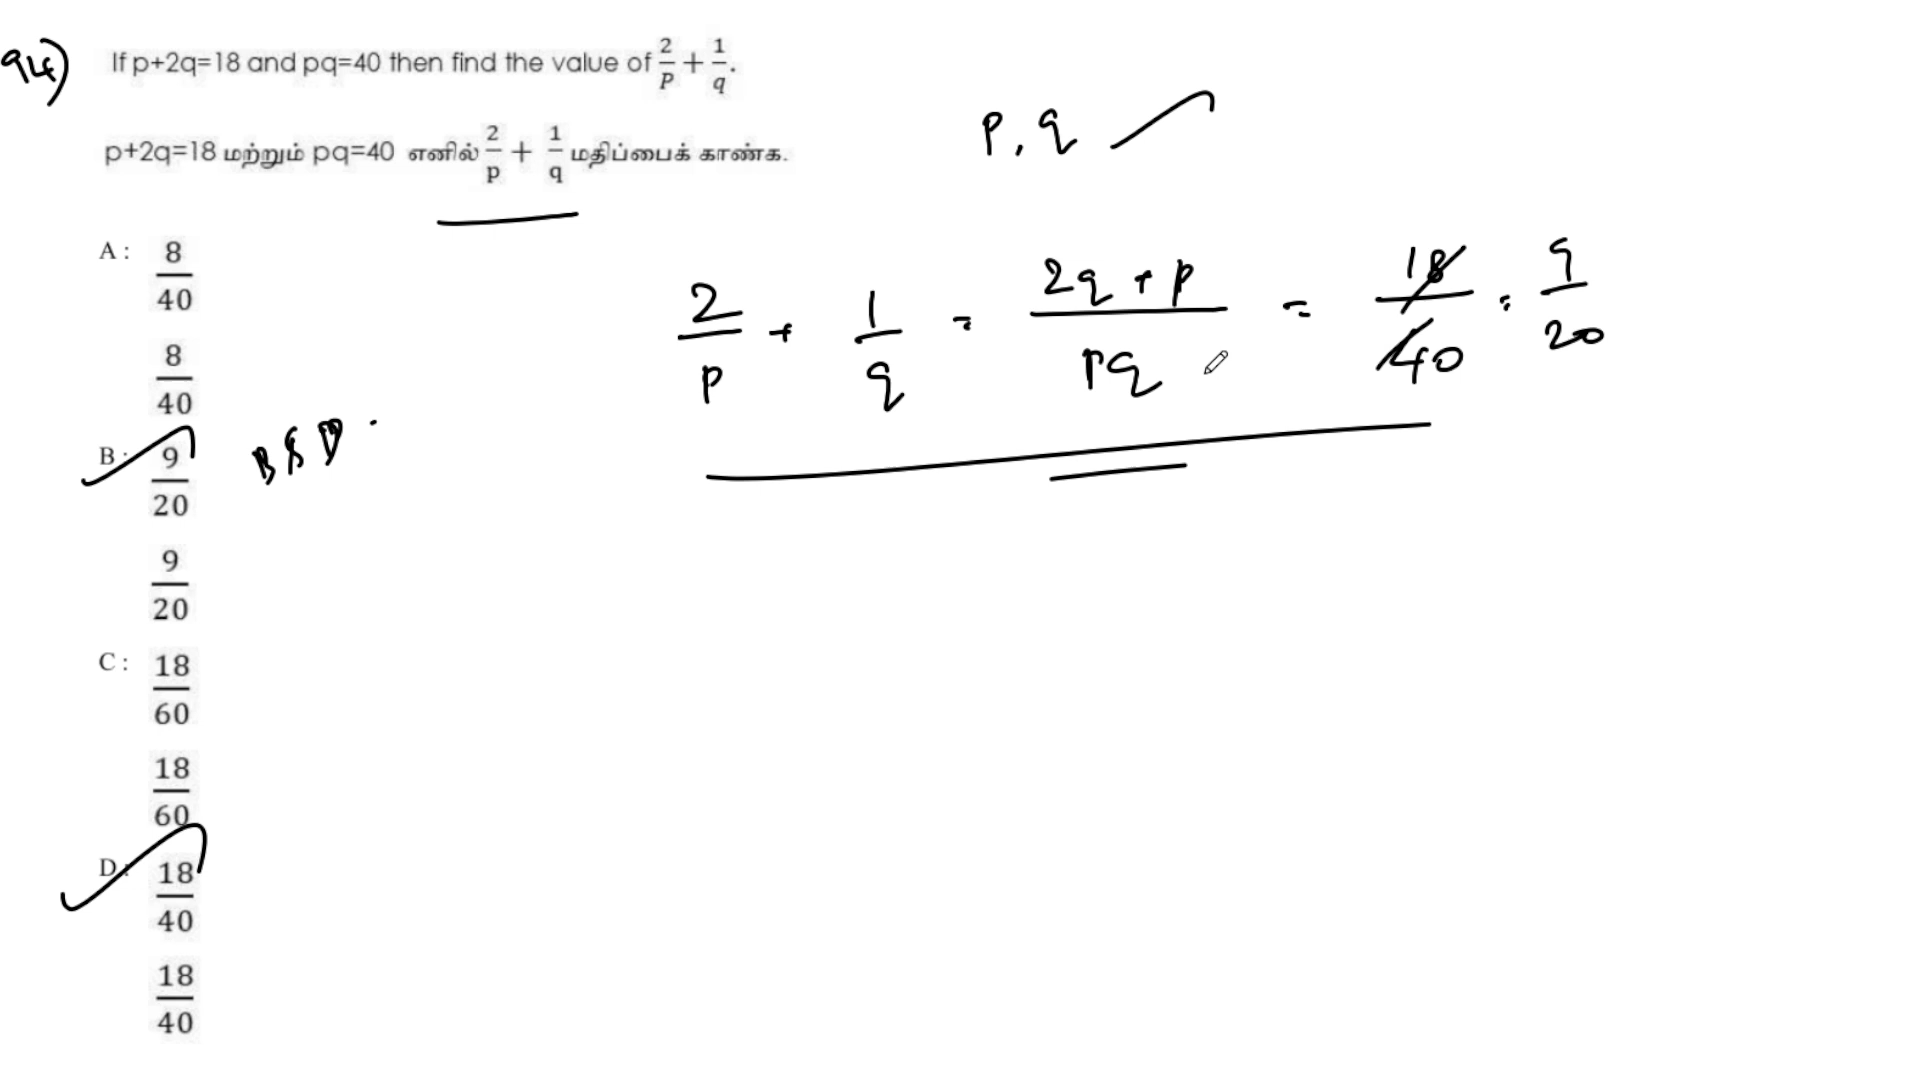 94) If p+2q=18 and pq=40 then find the value of 2/P + 1/q.
p+2q=18 மற்றும் pq=40 எனில் 2/p + 1/q மதிப்பைக் காண்க.
P, q
2/p + 1/q = 2q + p / pq = 18/40 = 9/20
A: 8/40
8/40
B: 9/20
B & D
9/20
C: 18/60
18/60
D: 18/40
18/40